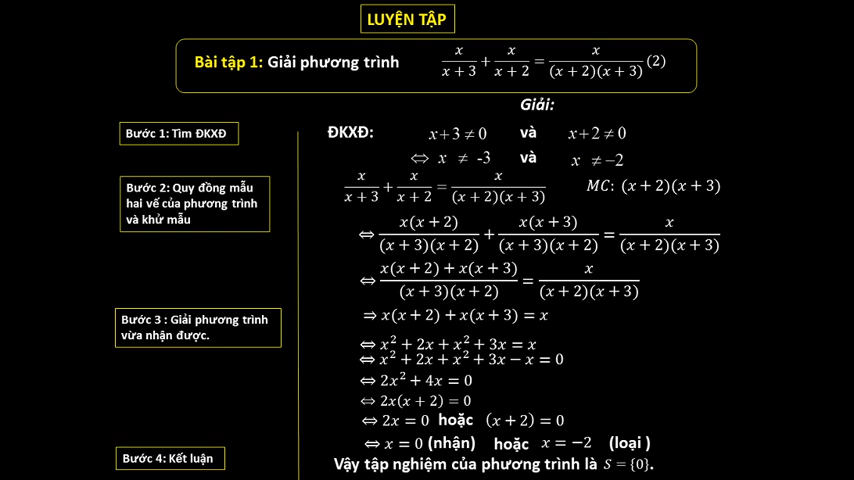 LUYỆN TẬP
Bài tập 1: Giải phương trình x/(x + 3) + x/(x + 2) = x/((x + 2)(x + 3)) (2)
Giải:
Bước 1: Tìm ĐKXĐ
ĐKXĐ: x + 3 ≠ 0 và x + 2 ≠ 0
⇔ x ≠ -3 và x ≠ −2
Bước 2: Quy đồng mẫu
hai vế của phương trình
và khử mẫu
x/(x + 3) + x/(x + 2) = x/((x + 2)(x + 3)) MC: (x + 2)(x + 3)
⇔ x(x + 2)/((x + 3)(x + 2)) + x(x + 3)/((x + 3)(x + 2)) = x/((x + 2)(x + 3))
⇔ (x(x + 2) + x(x + 3))/((x + 3)(x + 2)) = x/((x + 2)(x + 3))
Bước 3 : Giải phương trình
vừa nhận được.
⇒ x(x + 2) + x(x + 3) = x
⇔ x² + 2x + x² + 3x = x
⇔ x² + 2x + x² + 3x − x = 0
⇔ 2x² + 4x = 0
⇔ 2x(x + 2) = 0
⇔ 2x = 0 hoặc (x + 2) = 0
⇔ x = 0 (nhận) hoặc x = −2 (loại )
Bước 4: Kết luận
Vậy tập nghiệm của phương trình là S = {0}.